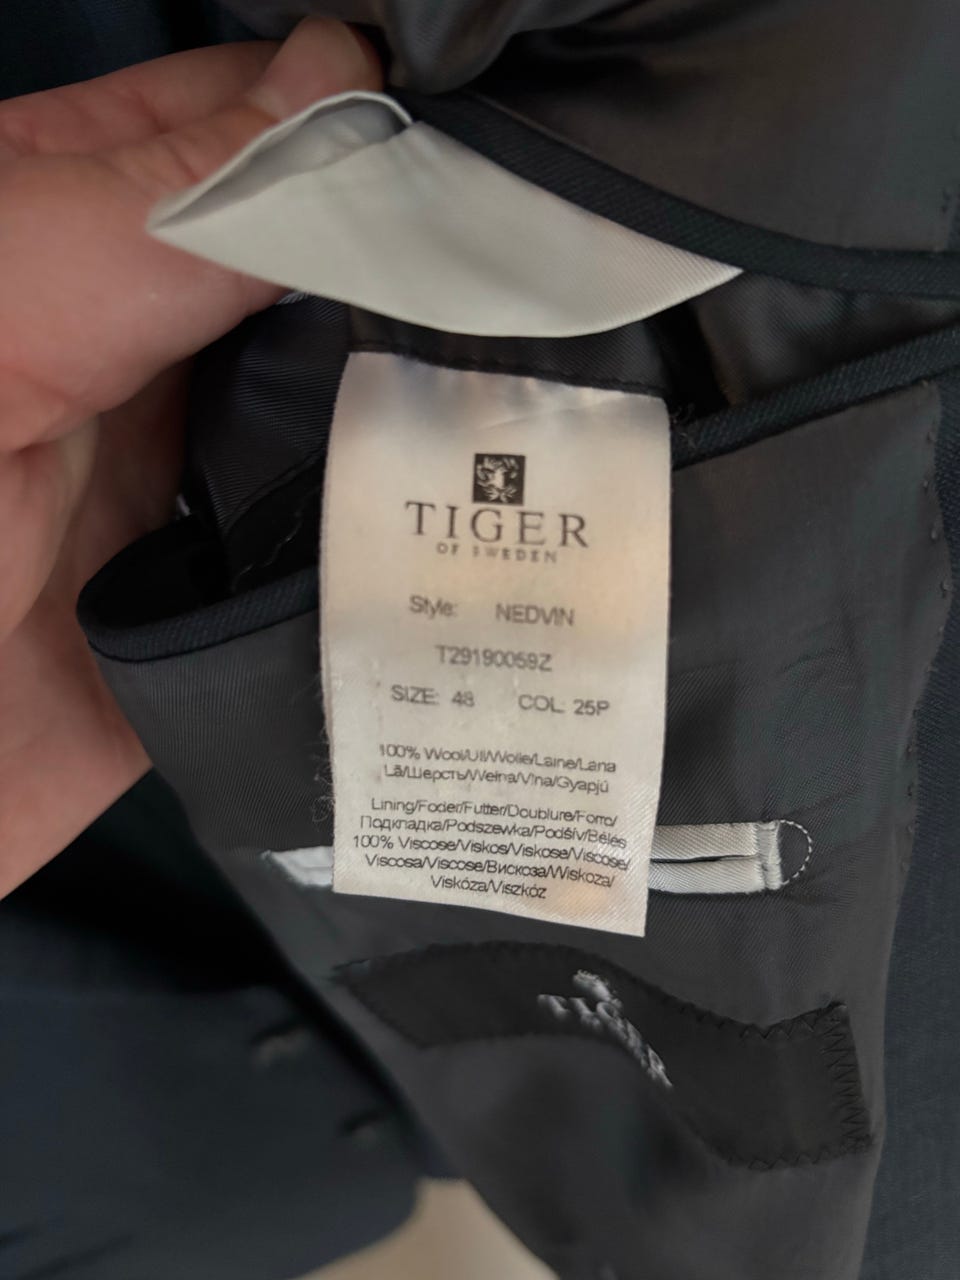 TIGER
OF SWEDEN
Style: NEDVIN
T29190059Z
SIZE: 48 COL: 25P
100% Wool/Ull/Wolle/Laine/Lana
Lã/Шерсть/Wełna/Vlna/Gyapjú
Lining/Foder/Futter/Doublure/Forro/
Подкладка/Podszewka/Podšív/Bélés
100% Viscose/Viskos/Viskose/Viscose/
Viscosa/Viscose/Вискоза/Wiskoza/
Viskóza/Viszkóz
TIGER